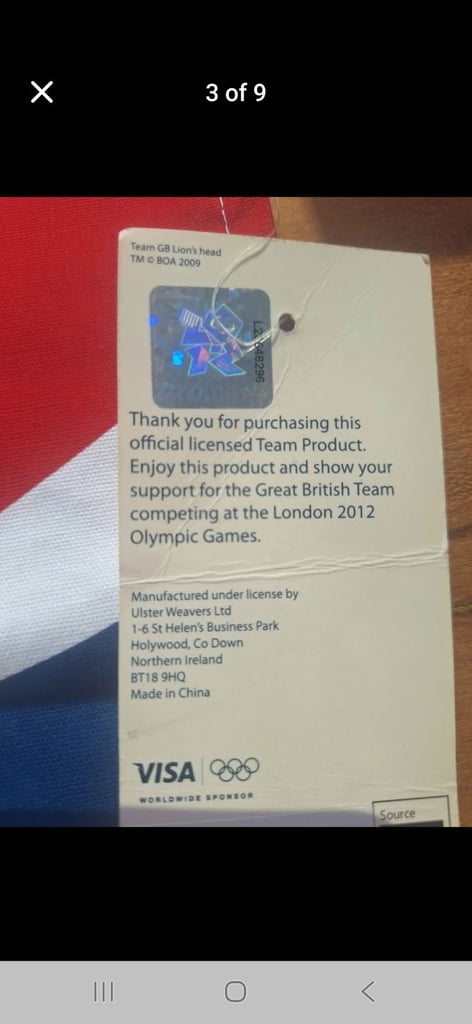 3 of 9
Team GB Lion's head
TM © BOA 2009
Thank you for purchasing this
official licensed Team Product.
Enjoy this product and show your
support for the Great British Team
competing at the London 2012
Olympic Games.
Manufactured under license by
Ulster Weavers Ltd
1-6 St Helen's Business Park
Holywood, Co Down
Northern Ireland
BT18 9HQ
Made in China
VISA
WORLDWIDE SPONSOR
Source